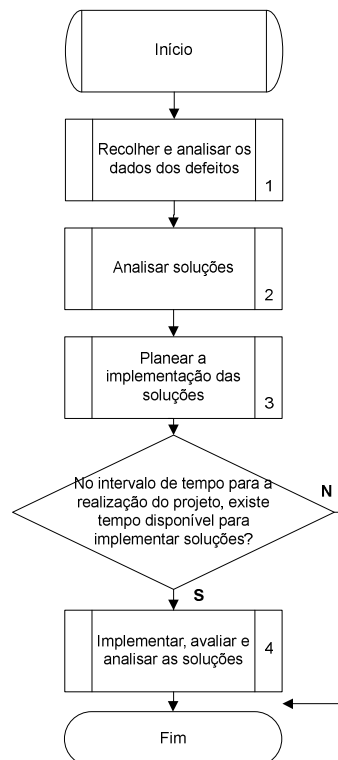 Início
Recolher e analisar os
dados dos defeitos
1
Analisar soluções
2
Planear a
implementação das
soluções
3
No intervalo de tempo para a
realização do projeto, existe
tempo disponível para
implementar soluções?
N
S
Implementar, avaliar e
analisar as soluções
4
Fim